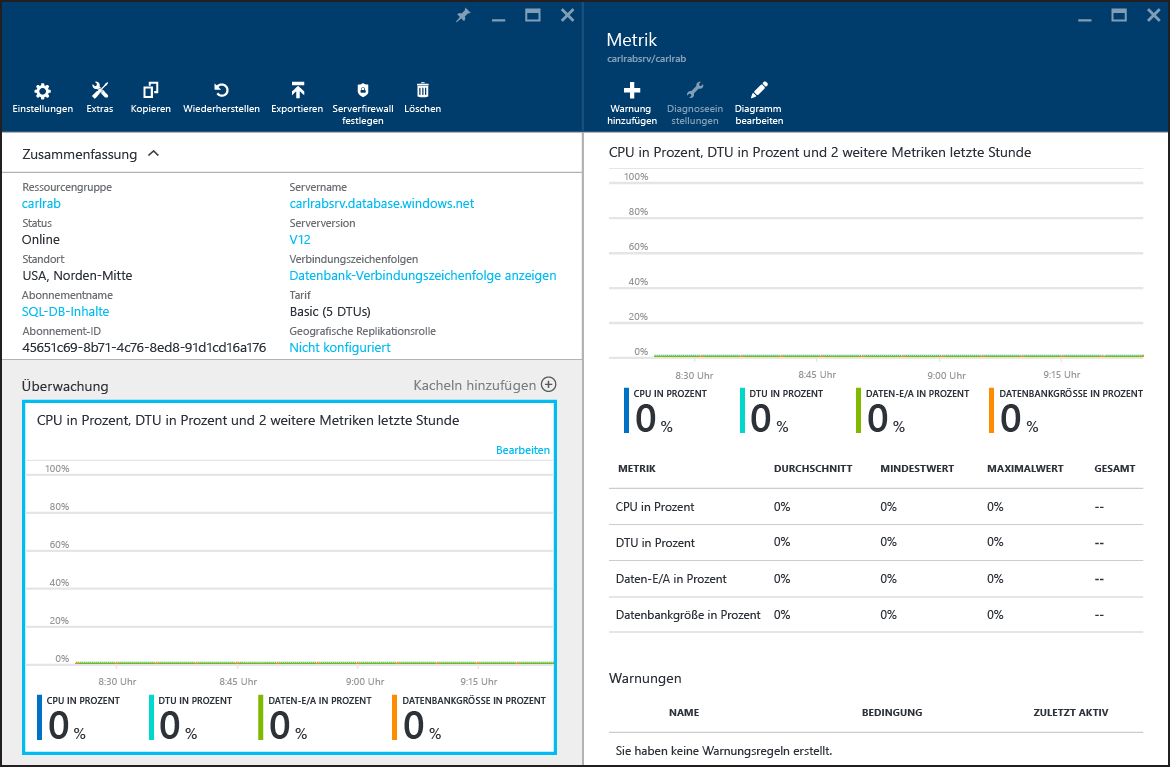 Einstellungen
Extras
Kopieren
Wiederherstellen
Exportieren
Serverfirewall
festlegen
Löschen
Zusammenfassung
Ressourcengruppe
carlrab
Status
Online
Standort
USA, Norden-Mitte
Abonnementname
SQL-DB-Inhalte
Abonnement-ID
45651c69-8b71-4c76-8ed8-91d1cd16a176
Servername
carlrabsrv.database.windows.net
Serverversion
V12
Verbindungszeichenfolgen
Datenbank-Verbindungszeichenfolge anzeigen
Tarif
Basic (5 DTUs)
Geografische Replikationsrolle
Nicht konfiguriert
Überwachung
Kacheln hinzufügen
CPU in Prozent, DTU in Prozent und 2 weitere Metriken letzte Stunde
Bearbeiten
100%
80%
60%
40%
20%
0%
8:30 Uhr 8:45 Uhr 9:00 Uhr 9:15 Uhr
CPU IN PROZENT
0 %
DTU IN PROZENT
0 %
DATEN-E/A IN PROZENT
0 %
DATENBANKGRÖSSE IN PROZENT
0 %
Metrik
carlrabsrv/carlrab
Warnung
hinzufügen
Diagnoseein
stellungen
Diagramm
bearbeiten
CPU in Prozent, DTU in Prozent und 2 weitere Metriken letzte Stunde
100%
80%
60%
40%
20%
0%
8:30 Uhr 8:45 Uhr 9:00 Uhr 9:15 Uhr
CPU IN PROZENT
0 %
DTU IN PROZENT
0 %
DATEN-E/A IN PROZENT
0 %
DATENBANKGRÖSSE IN PROZENT
0 %
METRIK DURCHSCHNITT MINDESTWERT MAXIMALWERT GESAMT
CPU in Prozent 0% 0% 0% --
DTU in Prozent 0% 0% 0% --
Daten-E/A in Prozent 0% 0% 0% --
Datenbankgröße in Prozent 0% 0% 0% --
Warnungen
NAME BEDINGUNG ZULETZT AKTIV
Sie haben keine Warnungsregeln erstellt.